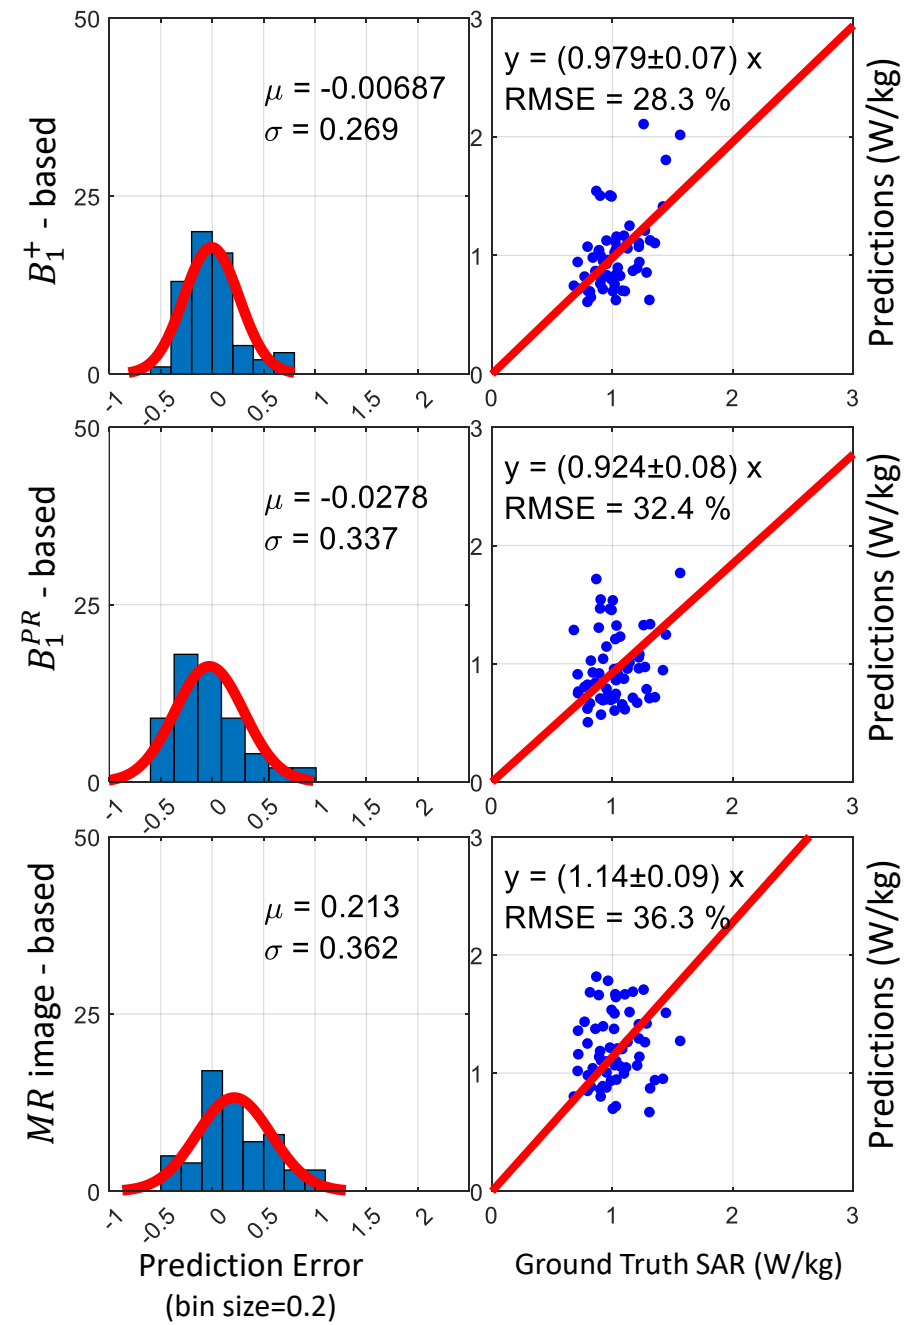 50
25
0
-1
-0.5
0
0.5
1
1.5
2
B₁⁺ - based
μ = -0.00687
σ = 0.269
3
2
1
0
0
1
2
3
y = (0.979±0.07) x
RMSE = 28.3 %
Predictions (W/kg)
50
25
0
-1
-0.5
0
0.5
1
1.5
2
B₁ᴾᴿ - based
μ = -0.0278
σ = 0.337
3
2
1
0
0
1
2
3
y = (0.924±0.08) x
RMSE = 32.4 %
Predictions (W/kg)
50
25
0
-1
-0.5
0
0.5
1
1.5
2
MR image - based
μ = 0.213
σ = 0.362
3
2
1
0
0
1
2
3
y = (1.14±0.09) x
RMSE = 36.3 %
Predictions (W/kg)
Prediction Error
(bin size=0.2)
Ground Truth SAR (W/kg)